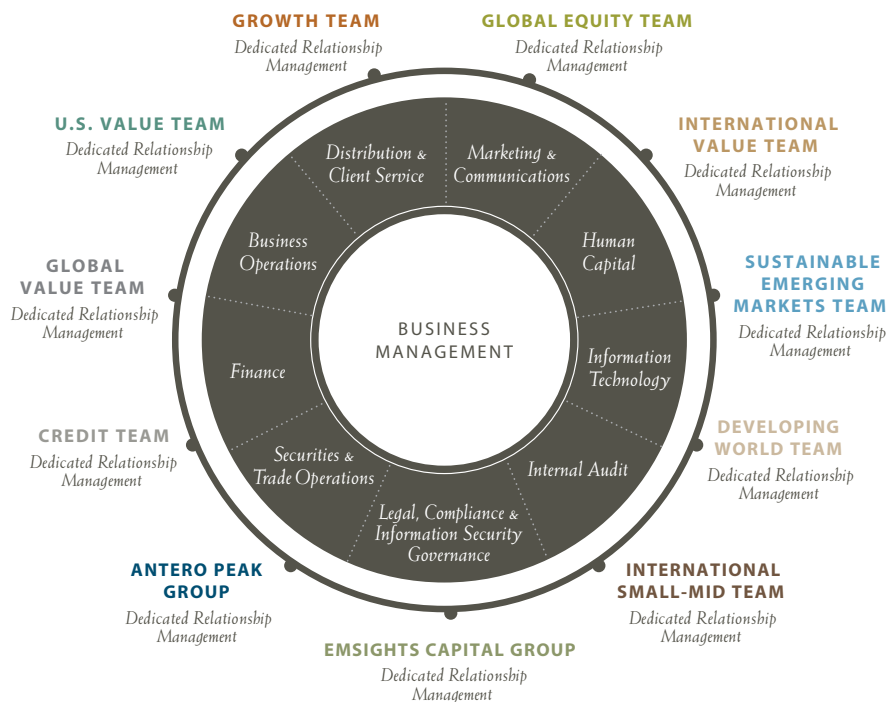 GROWTH TEAM
Dedicated Relationship
Management
GLOBAL EQUITY TEAM
Dedicated Relationship
Management
U.S. VALUE TEAM
Dedicated Relationship
Management
INTERNATIONAL
VALUE TEAM
Dedicated Relationship
Management
GLOBAL
VALUE TEAM
Dedicated Relationship
Management
SUSTAINABLE
EMERGING
MARKETS TEAM
Dedicated Relationship
Management
CREDIT TEAM
Dedicated Relationship
Management
DEVELOPING
WORLD TEAM
Dedicated Relationship
Management
ANTERO PEAK
GROUP
Dedicated Relationship
Management
INTERNATIONAL
SMALL-MID TEAM
Dedicated Relationship
Management
EMSIGHTS CAPITAL GROUP
Dedicated Relationship
Management
Distribution &
Client Service
Marketing &
Communications
Business
Operations
Human
Capital
Finance
Information
Technology
Securities &
Trade Operations
Internal Audit
Legal, Compliance &
Information Security
Governance
BUSINESS
MANAGEMENT